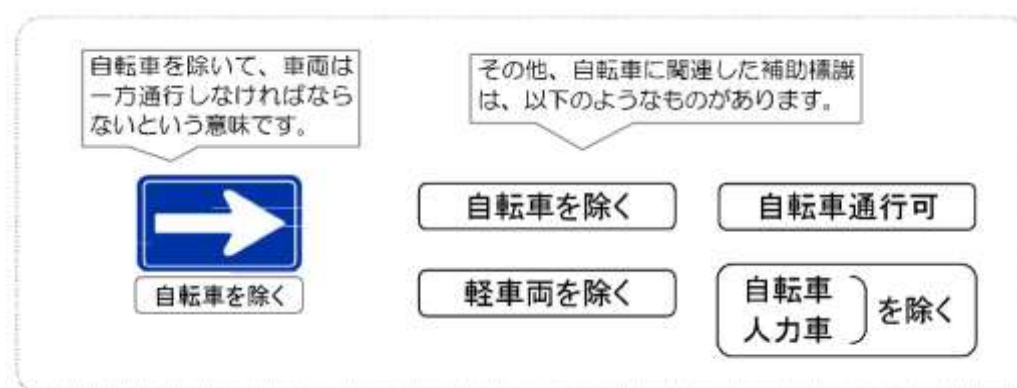 自転車を除いて、車両は
一方通行しなければなら
ないという意味です。
自転車を除く
その他、自転車に関連した補助標識
は、以下のようなものがあります。
自転車を除く
自転車通行可
軽車両を除く
自転車
人力車
を除く